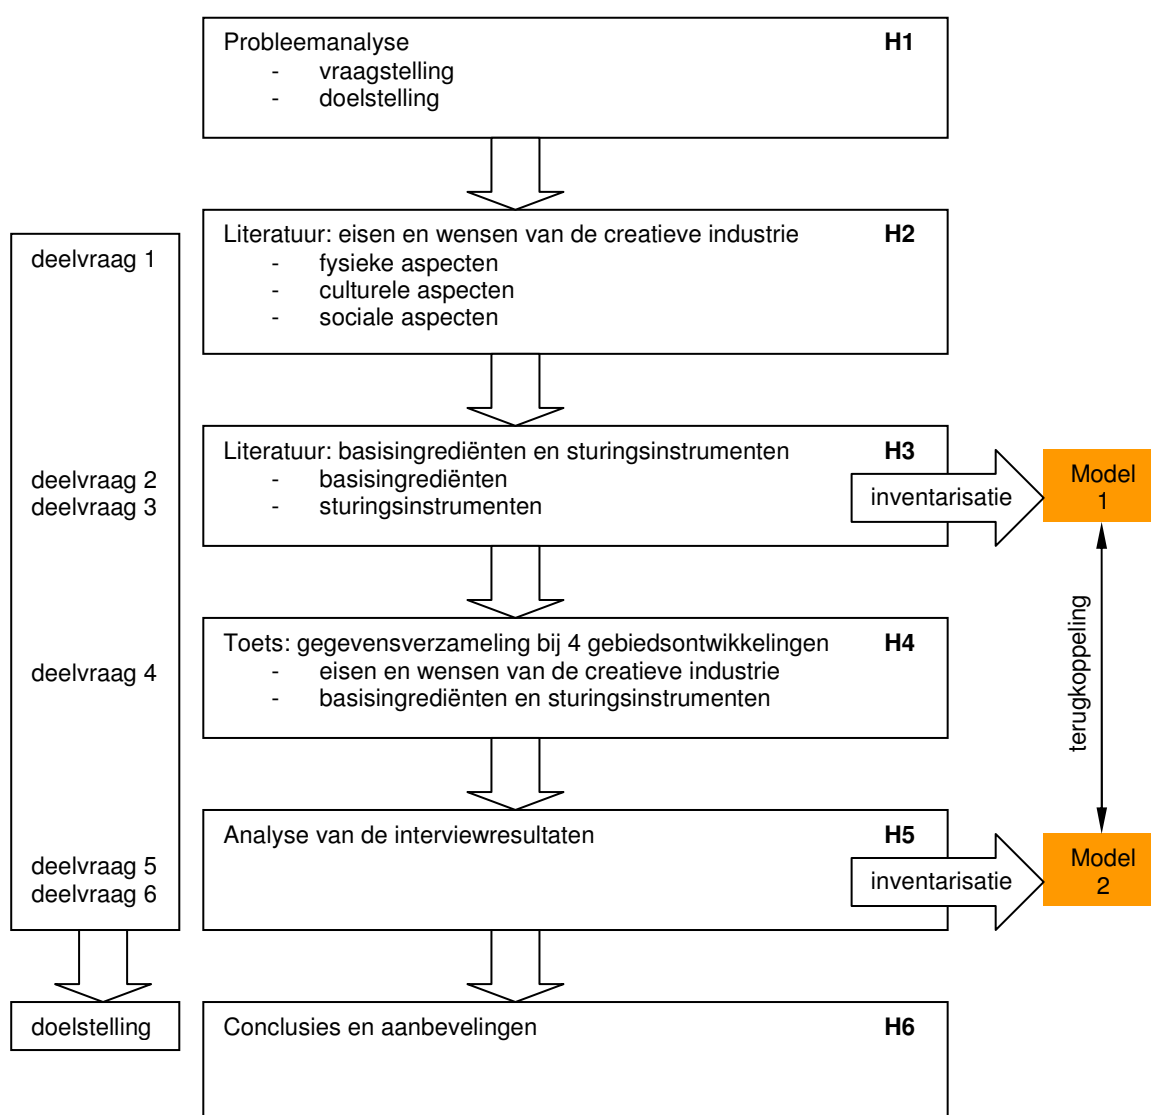 Probleemanalyse H1
- vraagstelling
- doelstelling
Literatuur: eisen en wensen van de creatieve industrie H2
- fysieke aspecten
- culturele aspecten
- sociale aspecten
deelvraag 1
Literatuur: basisingrediënten en sturingsinstrumenten H3
- basisingrediënten
- sturingsinstrumenten
deelvraag 2
deelvraag 3
inventarisatie
Model
1
Toets: gegevensverzameling bij 4 gebiedsontwikkelingen H4
- eisen en wensen van de creatieve industrie
- basisingrediënten en sturingsinstrumenten
deelvraag 4
terugkoppeling
Analyse van de interviewresultaten H5
deelvraag 5
deelvraag 6
inventarisatie
Model
2
doelstelling
Conclusies en aanbevelingen H6